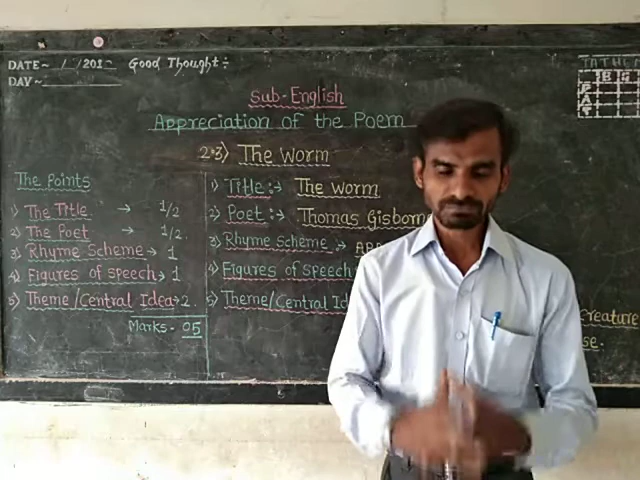 DATE~ / /201
Good Thought:
DAY~
Sub-English
Appreciation of the Poem
2.3) The Worm
The Points
1) The Title → 1/2
2) The Poet → 1/2
3) Rhyme Scheme → 1
4) Figures of speech → 1
5) Theme/Central Idea → 2.
Marks - 05
1) Title :→ The worm
2) Poet :→ Thomas Gisborn
3) Rhyme Scheme →
4) Figures of speech
5) Theme/Central Id
Creature
se.